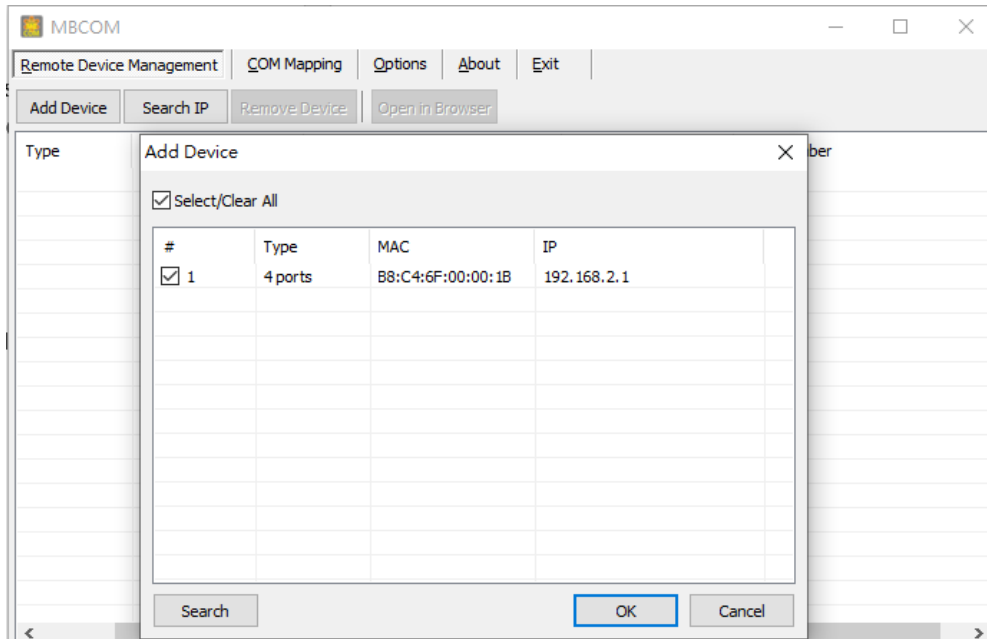 MBCOM
Remote Device Management COM Mapping Options About Exit
Add Device Search IP Remove Device Open in Browser
Type
Add Device
Select/Clear All
# Type MAC IP
1 4 ports B8:C4:6F:00:00:1B 192.168.2.1
Search OK Cancel